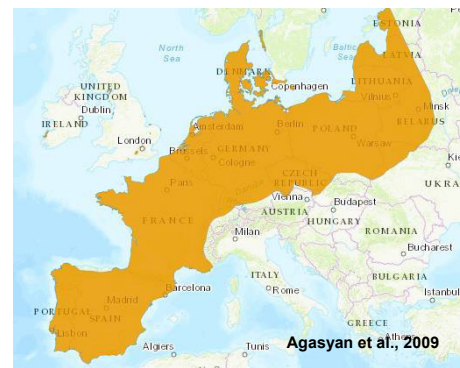 ESTONIA
North
Sea
Baltic
Sea
LATVIA
DENMARK
Copenhagen
LITHUANIA
Vilnius
UNITED
KINGDOM
Dublin
IRELAND
Minsk
BELARUS
London
Amsterdam
Berlin
POLAND
Warsaw
GERMANY
Brussels
Cologne
CZECH
REPUBLIC
UKRA
Paris
Vienna
Budapest
AUSTRIA
HUNGARY
FRANCE
Milan
ROMANIA
Bucharest
ITALY
BULGARIA
Barcelona
Rome
Istanbul
PORTUGAL
Madrid
SPAIN
Lisbon
GREECE
Athens
Algiers
Tunis
Agasyan et al., 2009